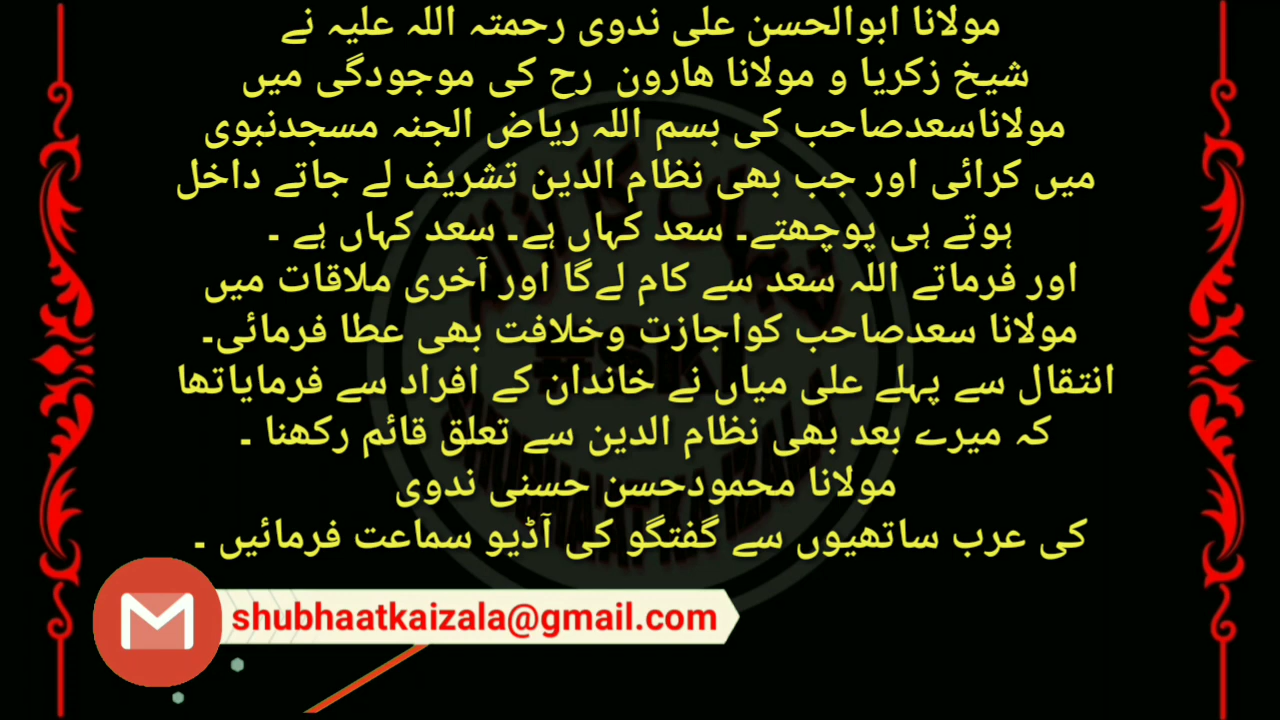 مولانا ابوالحسن علی ندوی رحمتہ اللہ علیہ نے
شیخ زکریا و مولانا ھارون رح کی موجودگی میں
مولاناسعدصاحب کی بسم اللہ ریاض الجنہ مسجدنبوی
میں کرائی اور جب بھی نظام الدین تشریف لے جاتے داخل
ہوتے ہی پوچھتے۔ سعد کہاں ہے۔ سعد کہاں ہے ۔
اور فرماتے اللہ سعد سے کام لےگا اور آخری ملاقات میں
مولانا سعدصاحب کواجازت وخلافت بھی عطا فرمائی۔
انتقال سے پہلے علی میاں نے خاندان کے افراد سے فرمایاتھا
کہ میرے بعد بھی نظام الدین سے تعلق قائم رکھنا ۔
مولانا محمودحسن حسنی ندوی
کی عرب ساتھیوں سے گفتگو کی آڈیو سماعت فرمائیں ۔
shubhaatkaizala@gmail.com